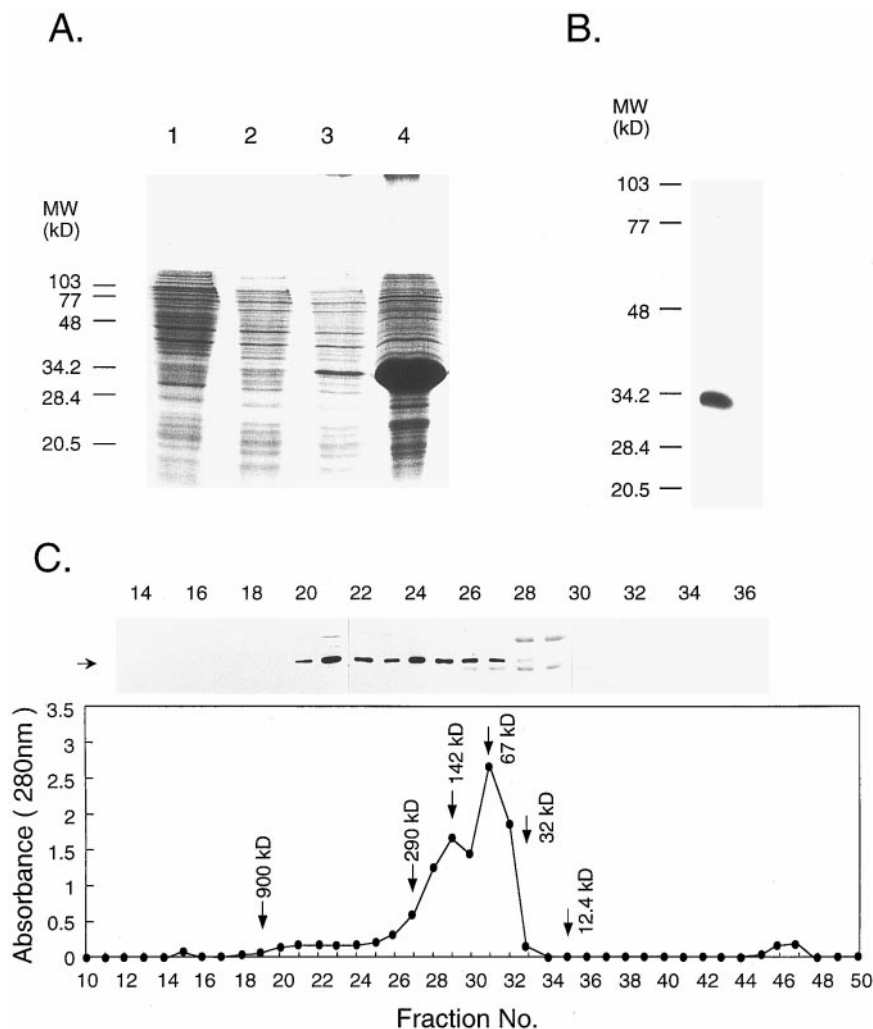 A.
1 2 3 4
MW
(kD)
103
77
48
34.2
28.4
20.5
B.
MW
(kD)
103
77
48
34.2
28.4
20.5
C.
14 16 18 20 22 24 26 28 30 32 34 36
Absorbance ( 280nm )
3.5
3
2.5
2
1.5
1
0.5
0
900 kD
290 kD
142 kD
67 kD
32 kD
12.4 kD
10 12 14 16 18 20 22 24 26 28 30 32 34 36 38 40 42 44 46 48 50
Fraction No.